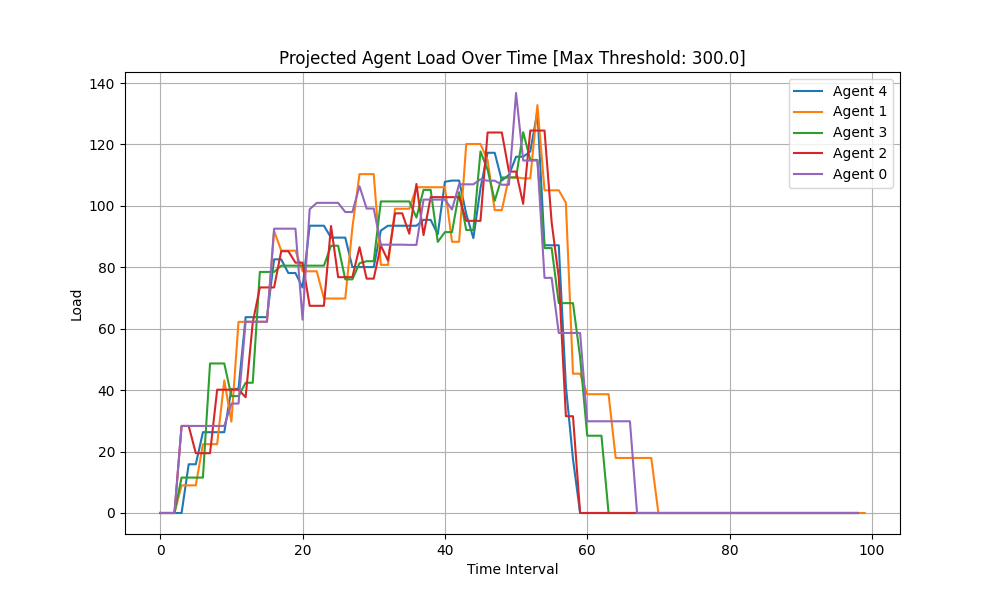 Projected Agent Load Over Time [Max Threshold: 300.0]
140
120
100
80
60
40
20
0
Load
0
20
40
60
80
100
Time Interval
Agent 4
Agent 1
Agent 3
Agent 2
Agent 0